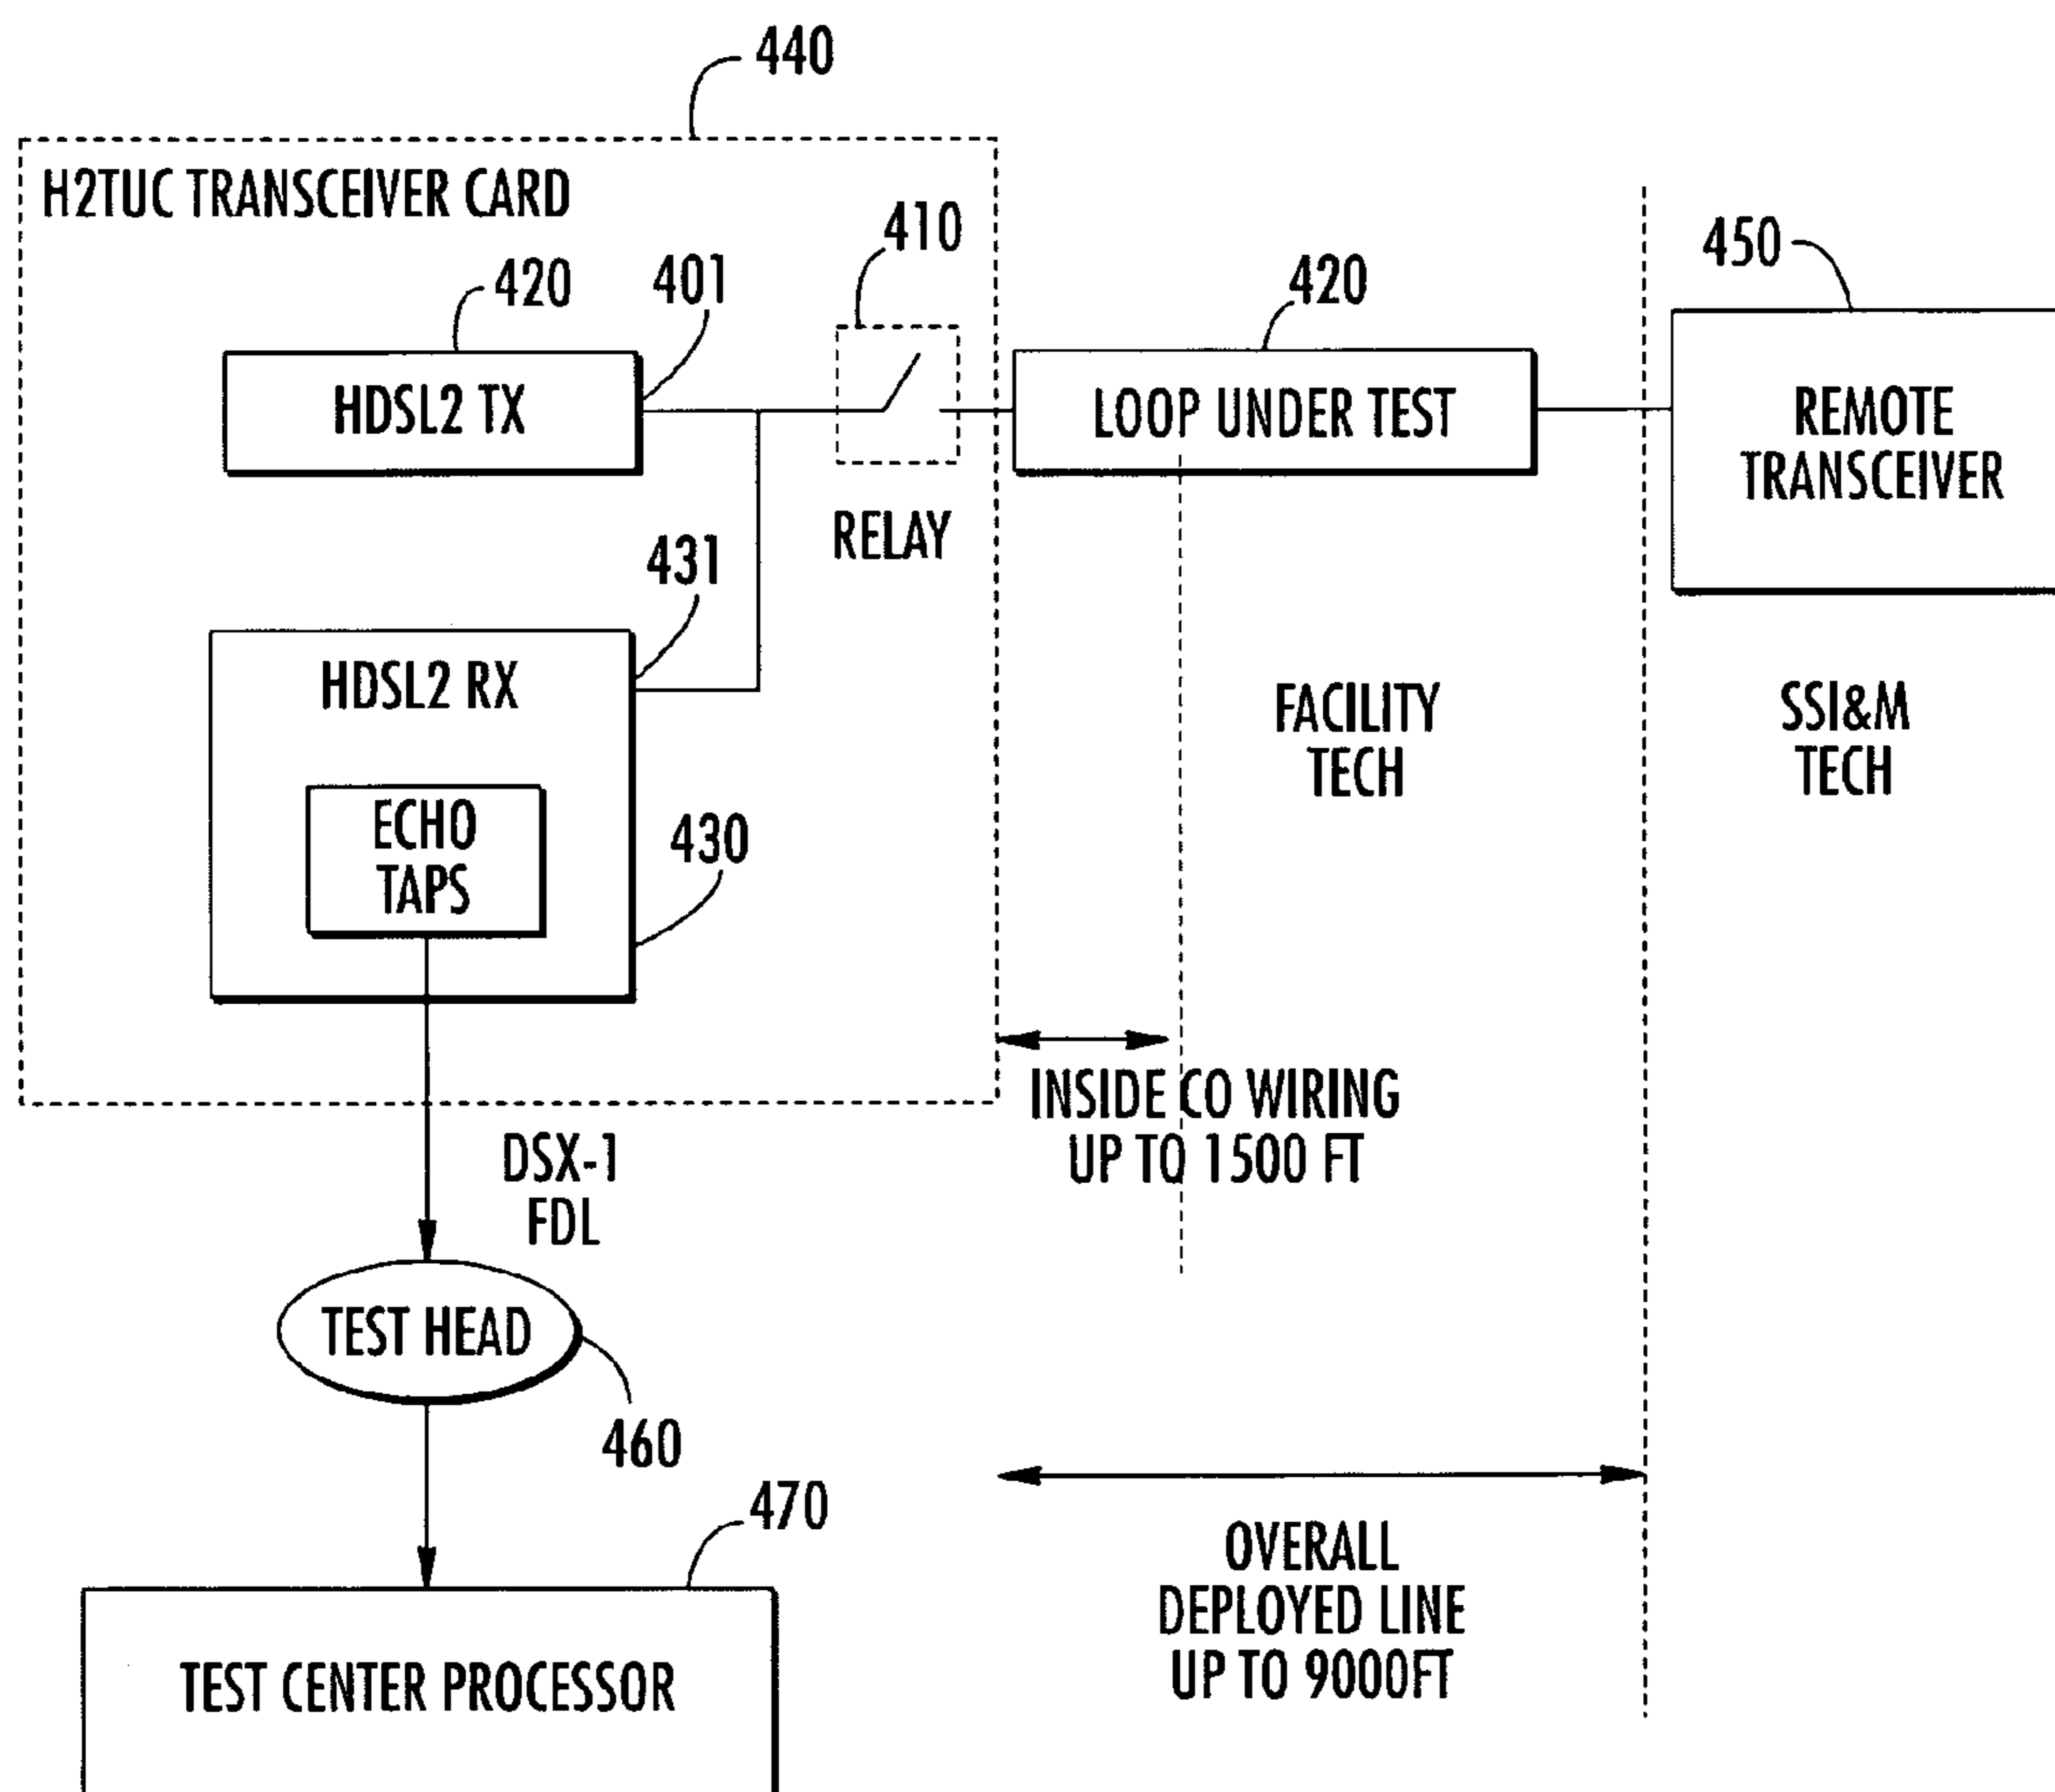 440
H2TUC TRANSCEIVER CARD
410
420
401
420
450
HDSL2 TX
LOOP UNDER TEST
REMOTE
TRANSCEIVER
RELAY
431
HDSL2 RX
FACILITY
TECH
SSI&M
TECH
ECHO
TAPS
430
INSIDE CO WIRING
UP TO 1500 FT
DSX-1
FDL
TEST HEAD
460
470
OVERALL
DEPLOYED LINE
UP TO 9000FT
TEST CENTER PROCESSOR